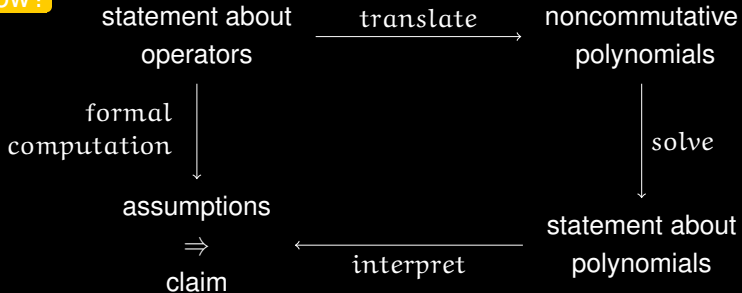 statement about
operators
translate
noncommutative
polynomials
formal
computation
solve
assumptions
⇒
claim
interpret
statement about
polynomials